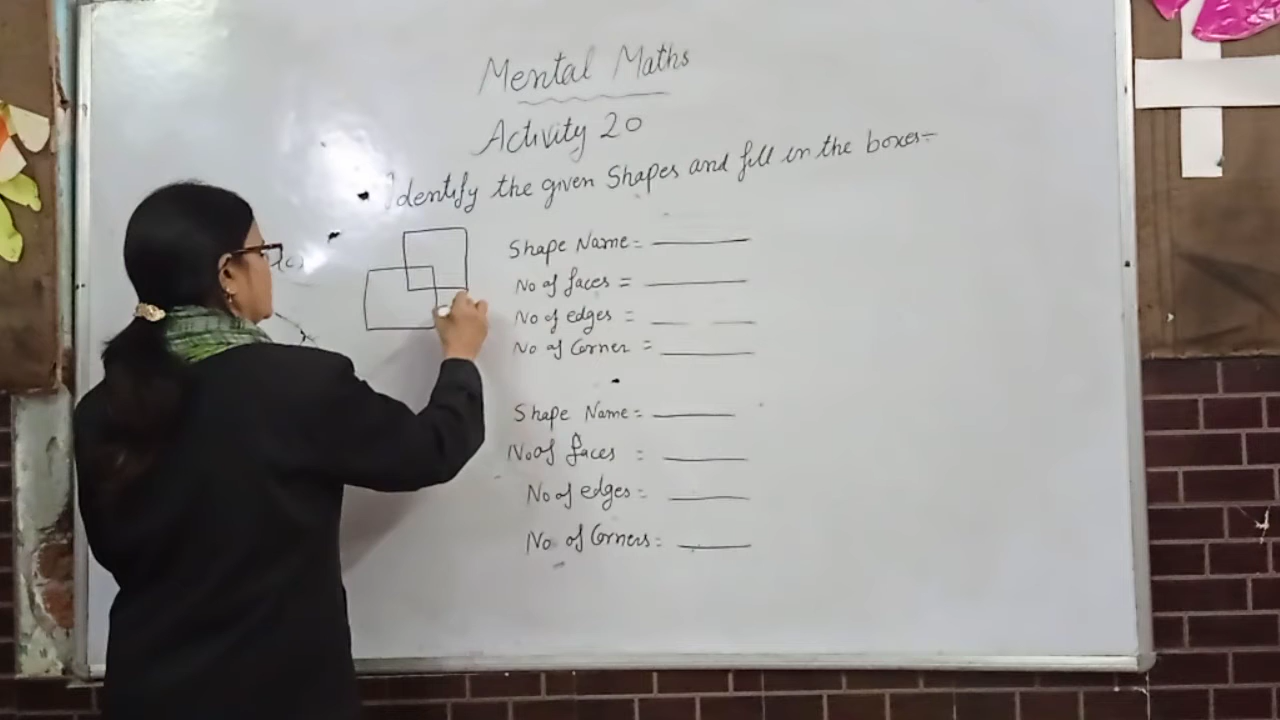 Mental Maths
Activity 20
Identify the given Shapes and fill in the boxes-
Shape Name=
No of faces =
No of edges =
No of Corner =
Shape Name=
No of faces =
No of edges=
No of Corners=